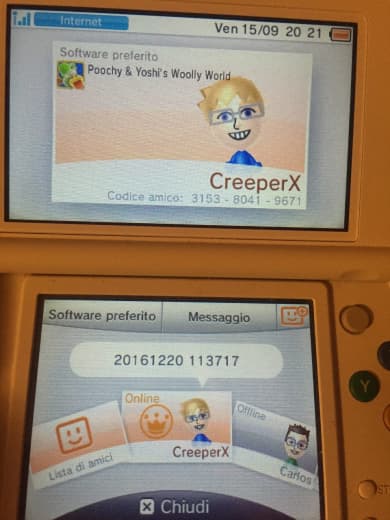 Internet
Ven 15/09 20 21
Software preferito
Poochy & Yoshi's Woolly World
CreeperX
Codice amico: 3153 - 8041 - 9671
Software preferito
Messaggio
20161220 113717
Lista di amici
Online
CreeperX
Offline
Carlos
X Chiudi
Y
ST